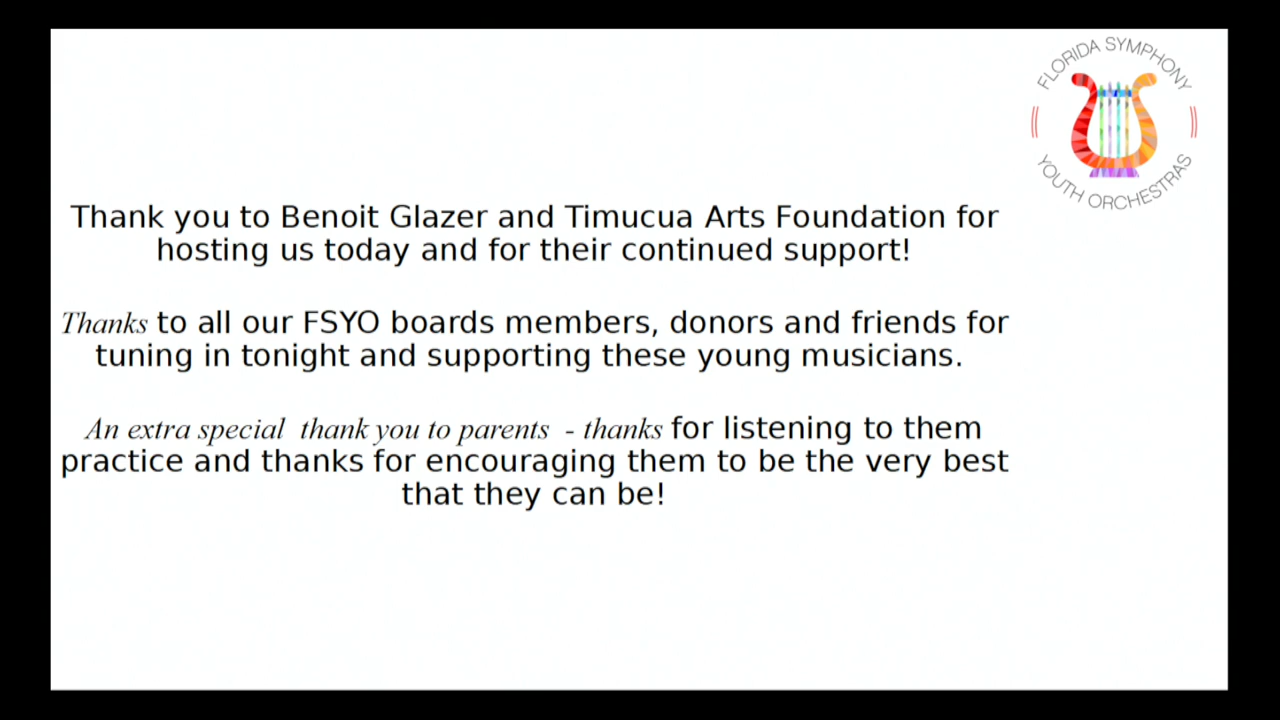 FLORIDA SYMPHONY
YOUTH ORCHESTRAS
Thank you to Benoit Glazer and Timucua Arts Foundation for
hosting us today and for their continued support!
Thanks to all our FSYO boards members, donors and friends for
tuning in tonight and supporting these young musicians.
An extra special thank you to parents - thanks for listening to them
practice and thanks for encouraging them to be the very best
that they can be!